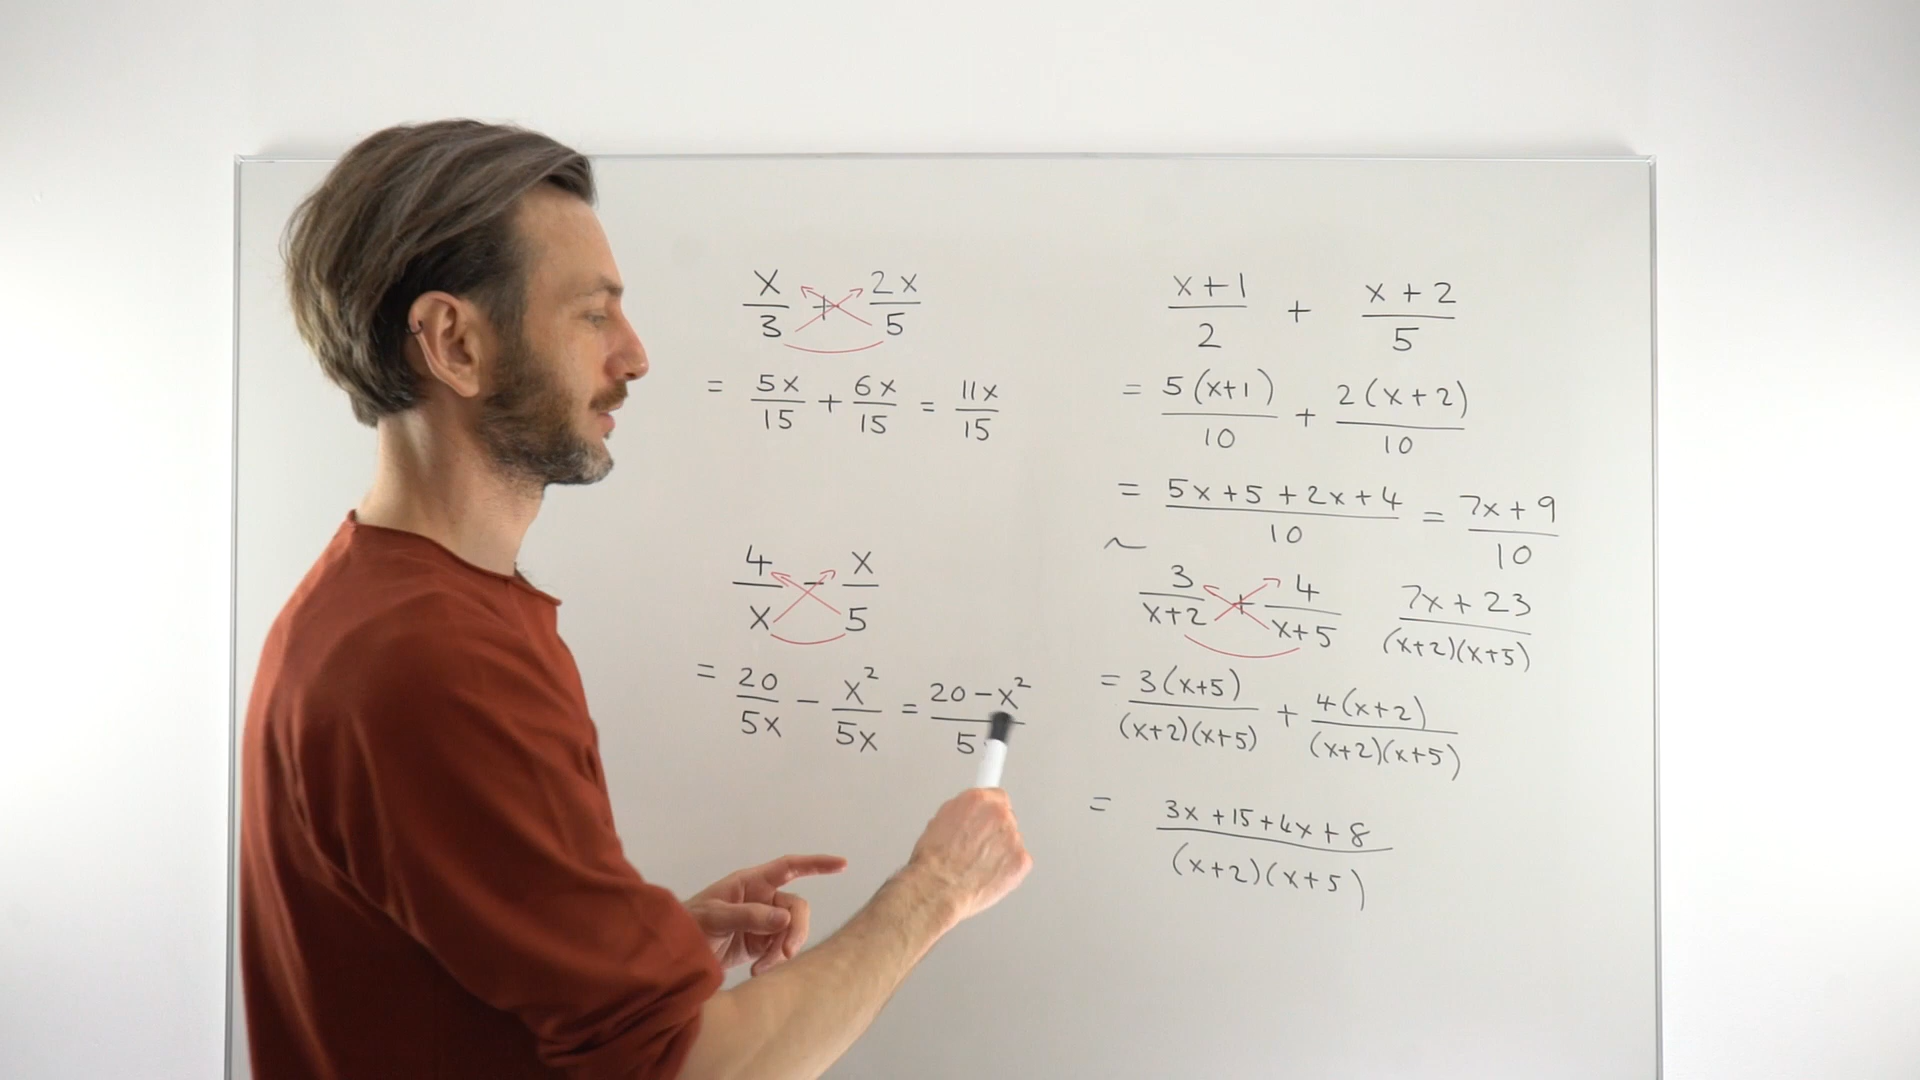 x/3 + 2x/5
= 5x/15 + 6x/15 = 11x/15
4/x - x/5
= 20/5x - x²/5x = 20-x²/5
x+1/2 + x+2/5
= 5(x+1)/10 + 2(x+2)/10
= 5x+5+2x+4/10 = 7x+9/10
~
3/x+2 + 4/x+5
7x+23/(x+2)(x+5)
= 3(x+5)/(x+2)(x+5) + 4(x+2)/(x+2)(x+5)
= 3x+15+4x+8/(x+2)(x+5)